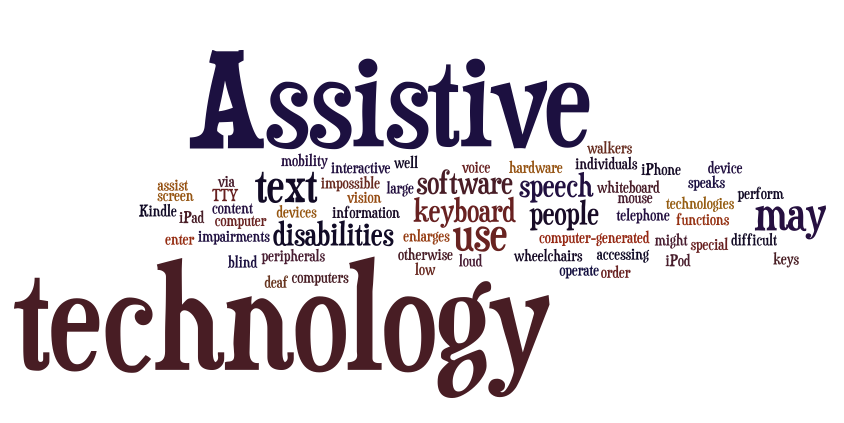 Assistive
walkers
mobility interactive well voice hardware individuals iPhone device
assist via text impossible large software speech whiteboard speaks
screen TTY vision mouse perform
Kindle iPad content devices information keyboard people telephone technologies may
computer functions
enter impairments disabilities enlarges use computer-generated might special difficult
blind peripherals otherwise loud wheelchairs accessing iPod keys
low operate order
deaf computers
technology